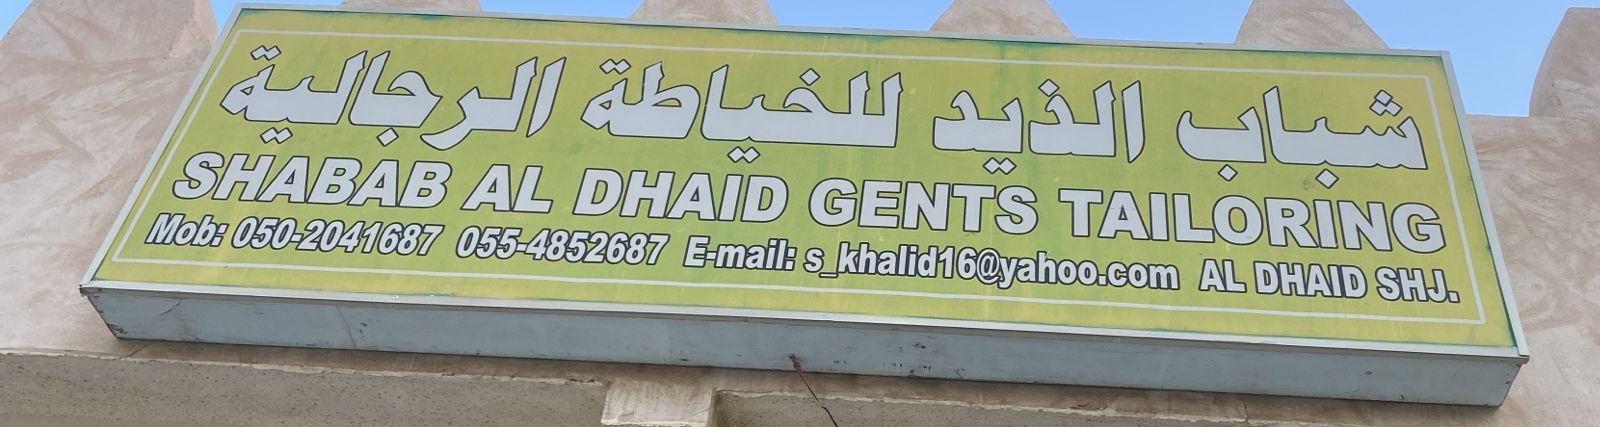 شباب الذيد للخياطة الرجالية
SHABAB AL DHAID GENTS TAILORING
Mob: 050-2041687 055-4852687 E-mail: s_khalid16@yahoo.com AL DHAID SHJ.